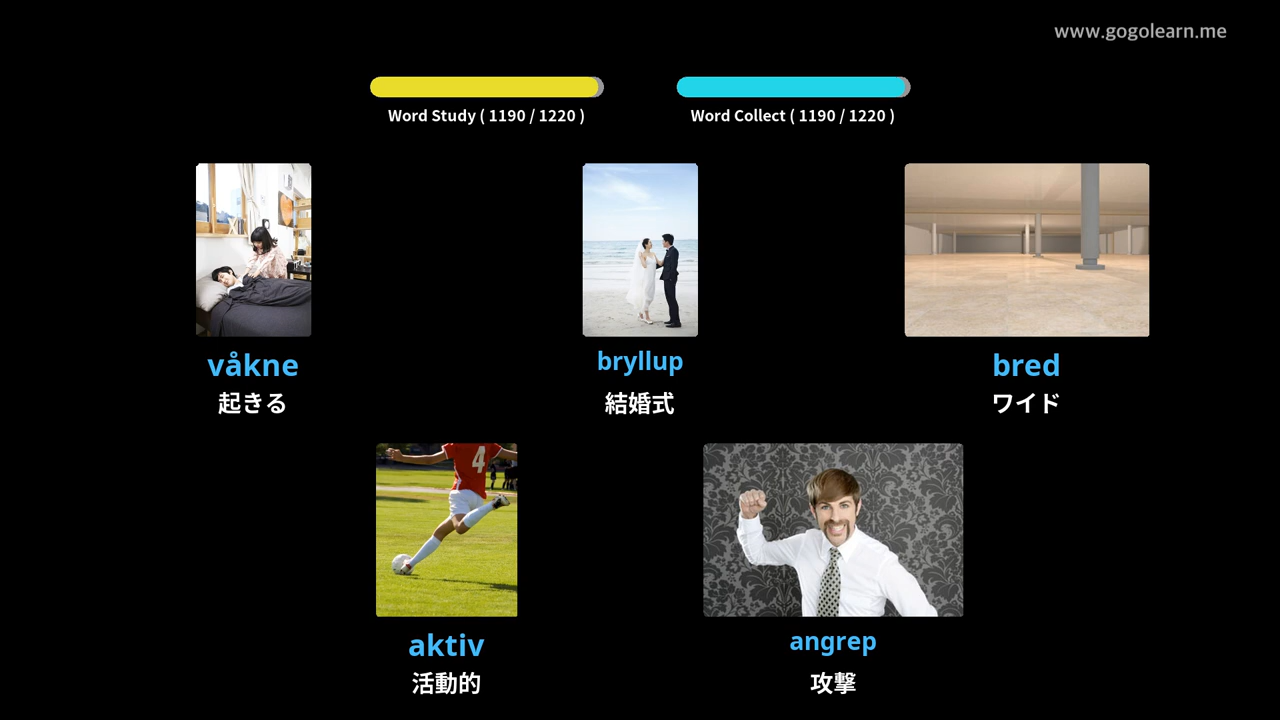 www.gogolearn.me
Word Study ( 1190 / 1220 )
Word Collect ( 1190 / 1220 )
våkne
起きる
bryllup
結婚式
bred
ワイド
4
aktiv
活動的
angrep
攻撃